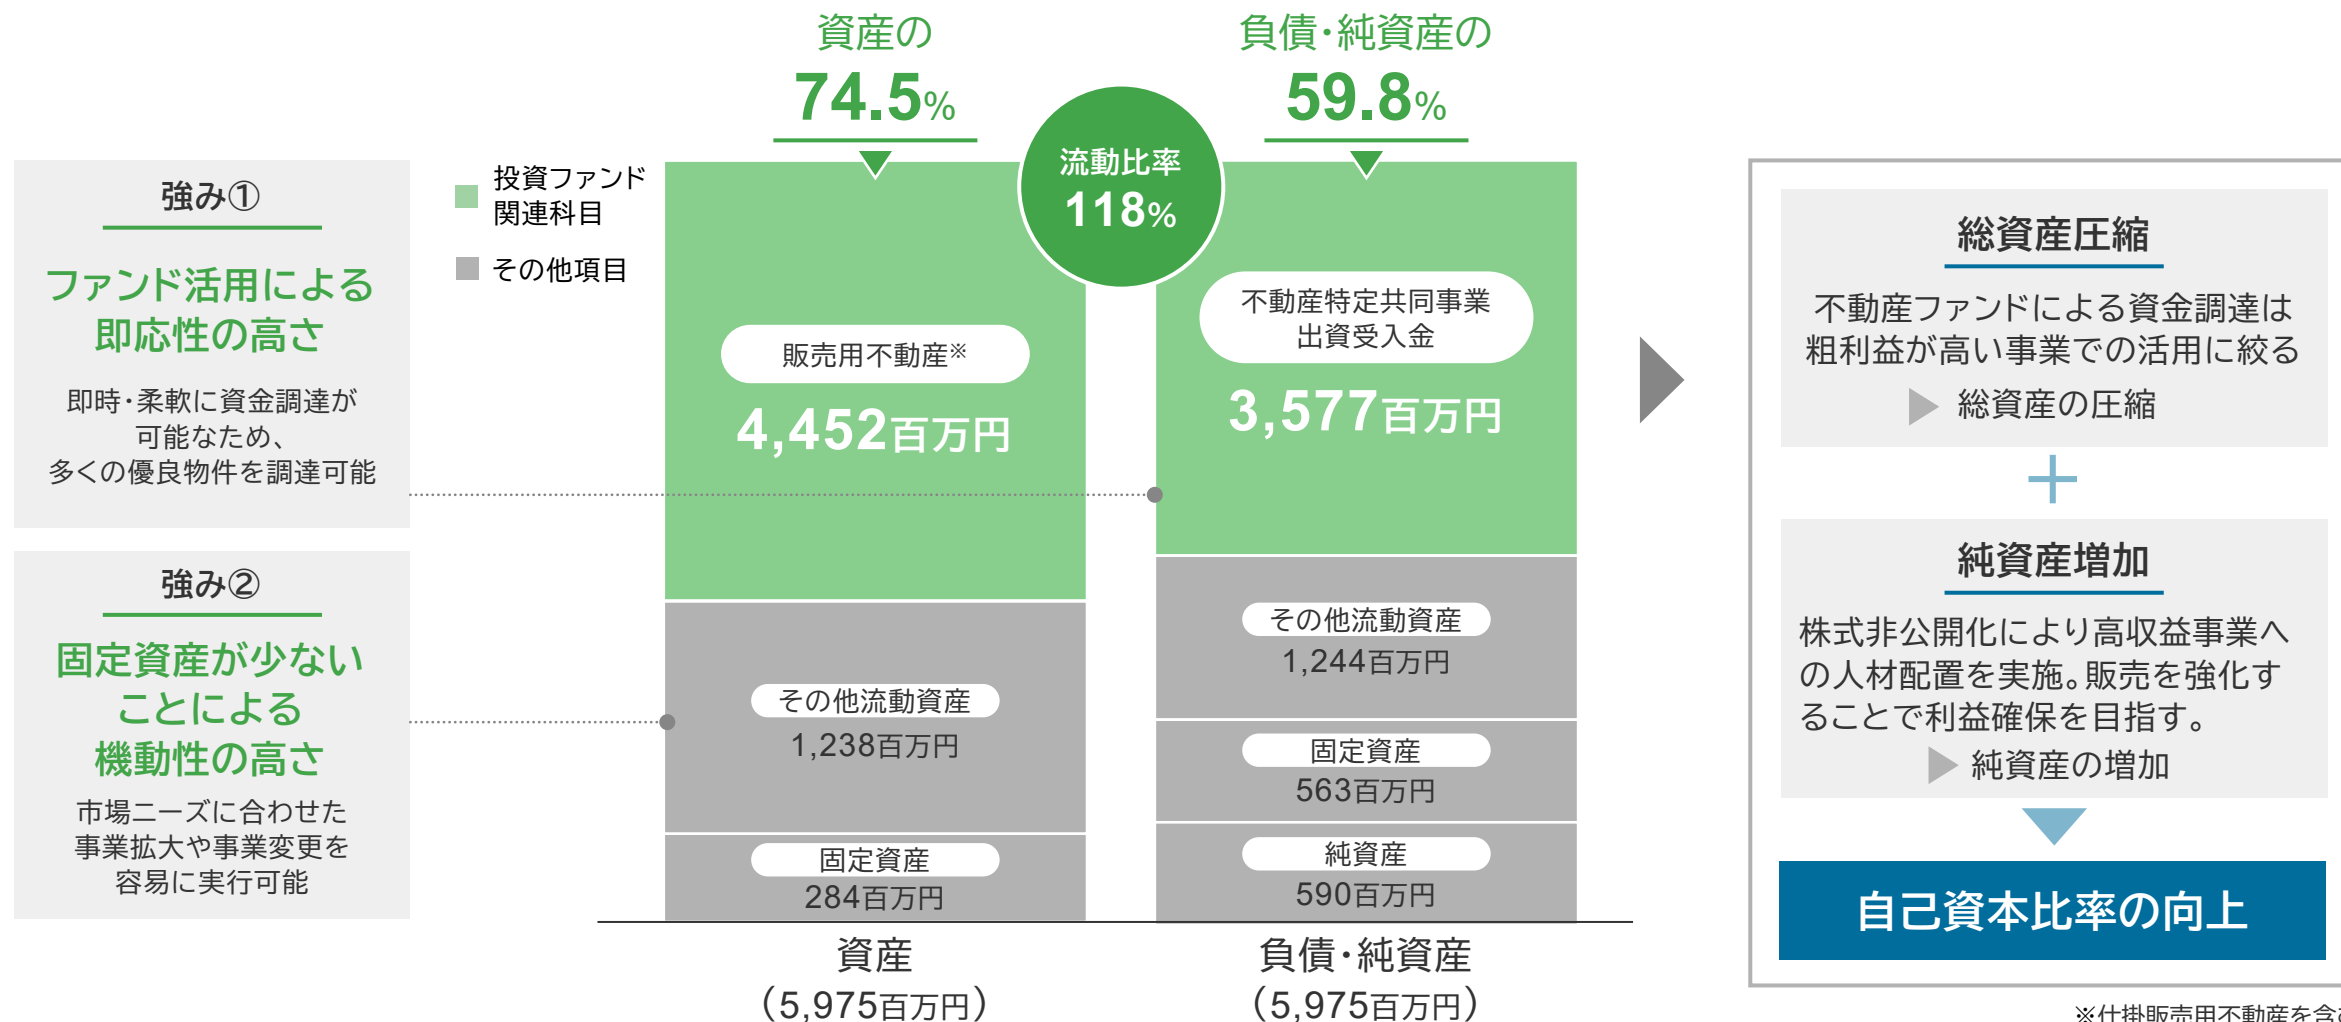 強み①
ファンド活用による
即応性の高さ
即時・柔軟に資金調達が
可能なため、
多くの優良物件を調達可能
強み②
固定資産が少ない
ことによる
機動性の高さ
市場ニーズに合わせた
事業拡大や事業変更を
容易に実行可能
投資ファンド
関連科目
その他項目
資産の
74.5%
流動比率
118%
負債・純資産の
59.8%
販売用不動産※
4,452百万円
その他流動資産
1,238百万円
固定資産
284百万円
資産
（5,975百万円）
不動産特定共同事業
出資受入金
3,577百万円
その他流動資産
1,244百万円
固定資産
563百万円
純資産
590百万円
負債・純資産
（5,975百万円）
総資産圧縮
不動産ファンドによる資金調達は
粗利益が高い事業での活用に絞る
▶ 総資産の圧縮
＋
純資産増加
株式非公開化により高収益事業へ
の人材配置を実施。販売を強化す
ることで利益確保を目指す。
▶ 純資産の増加
自己資本比率の向上
※仕掛販売用不動産を含